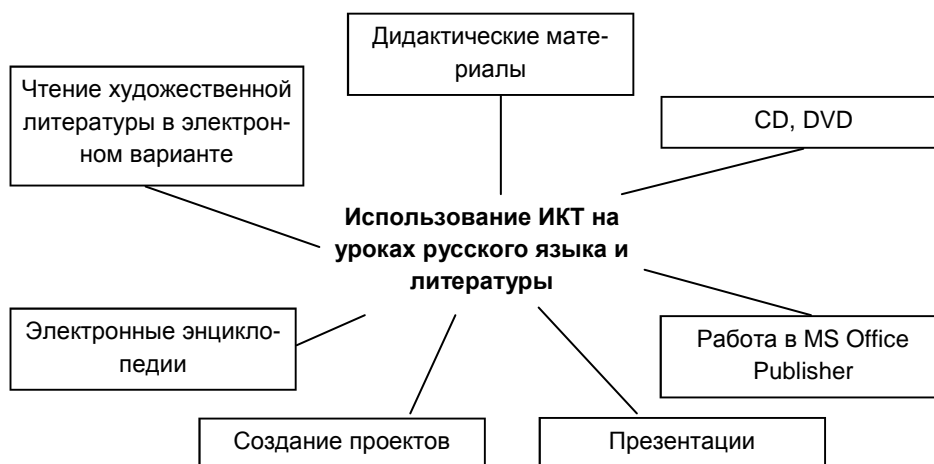 Дидактические мате-
риалы
Чтение художественной
литературы в электрон-
ном варианте
CD, DVD
Использование ИКТ на
уроках русского языка и
литературы
Электронные энцикло-
педии
Работа в MS Office
Publisher
Создание проектов
Презентации